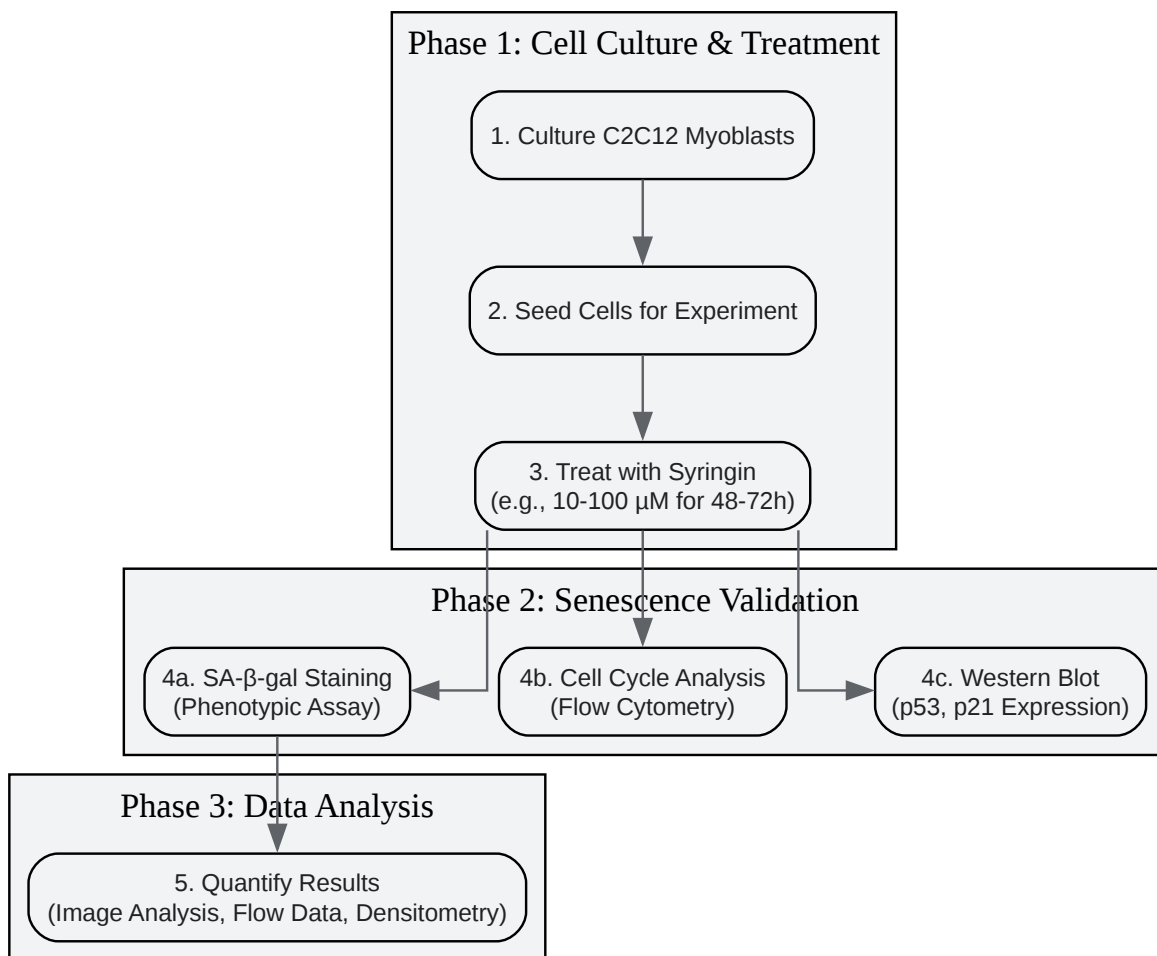 Phase 1: Cell Culture & Treatment
1. Culture C2C12 Myoblasts
2. Seed Cells for Experiment
3. Treat with Syringin
(e.g., 10-100 μM for 48-72h)
Phase 2: Senescence Validation
4a. SA-β-gal Staining
(Phenotypic Assay)
4b. Cell Cycle Analysis
(Flow Cytometry)
4c. Western Blot
(p53, p21 Expression)
Phase 3: Data Analysis
5. Quantify Results
(Image Analysis, Flow Data, Densitometry)